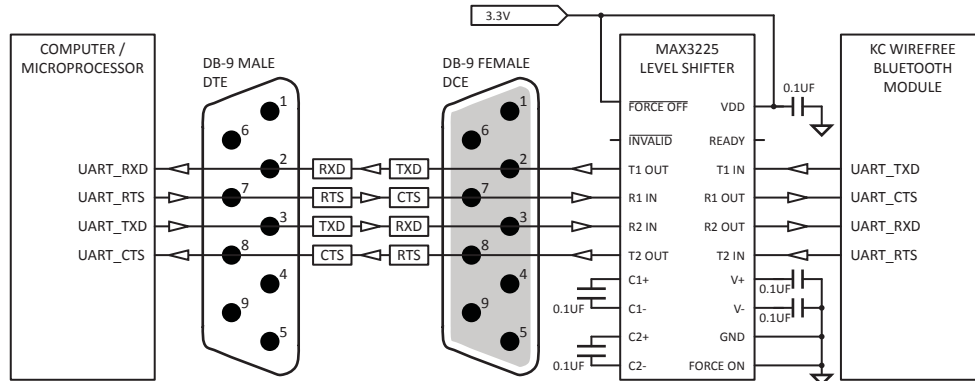 3.3V
COMPUTER /
MICROPROCESSOR
DB-9 MALE
DTE
DB-9 FEMALE
DCE
MAX3225
LEVEL SHIFTER
KC WIREFREE
BLUETOOTH
MODULE
UART_RXD
UART_RTS
UART_TXD
UART_CTS
1
6
2
7
3
8
4
9
5
RXD
TXD
RTS
CTS
TXD
RXD
CTS
RTS
1
6
2
7
3
8
4
9
5
FORCE OFF
VDD
0.1UF
INVALID
READY
T1 OUT
T1 IN
R1 IN
R1 OUT
R2 IN
R2 OUT
T2 OUT
T2 IN
C1+
V+
0.1UF
C1-
V-
0.1UF
0.1UF
C2+
GND
C2-
FORCE ON
0.1UF
UART_TXD
UART_CTS
UART_RXD
UART_RTS